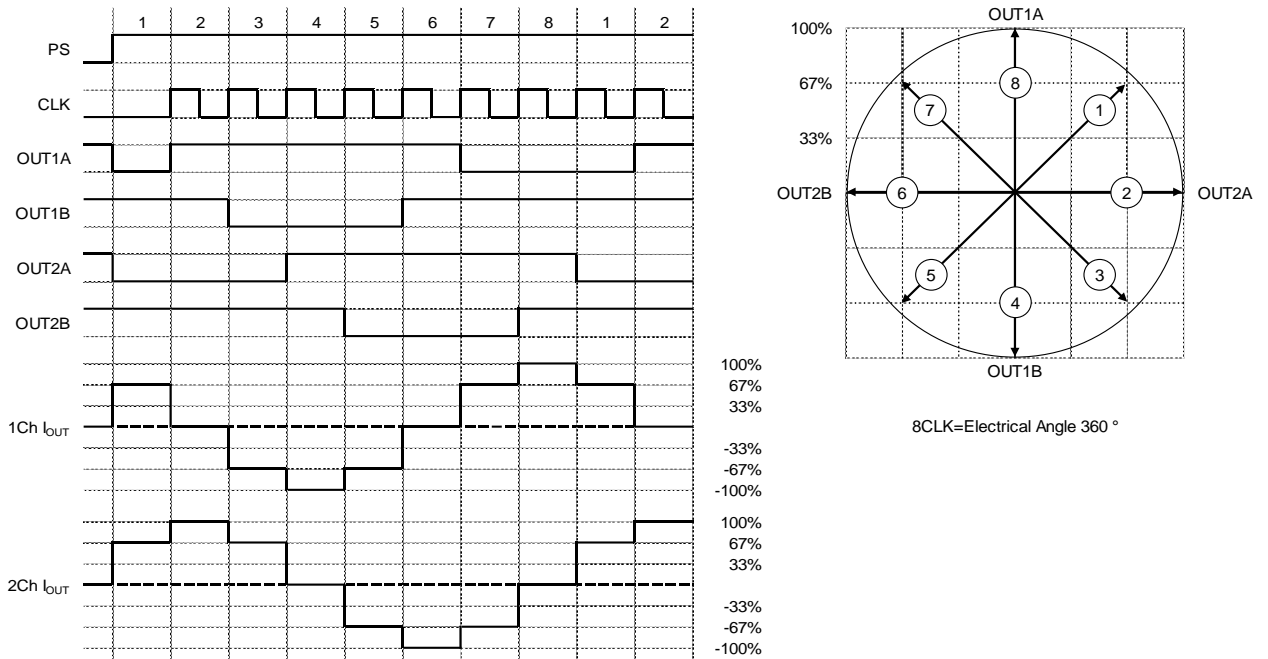 1 2 3 4 5 6 7 8 1 2
PS
CLK
OUT1A
OUT1B
OUT2A
OUT2B
1Ch IOUT
100%
67%
33%
-33%
-67%
-100%
2Ch IOUT
100%
67%
33%
-33%
-67%
-100%
OUT1A
100%
67%
33%
8
7
1
OUT2B
6
2
OUT2A
5
3
4
OUT1B
8CLK=Electrical Angle 360 °